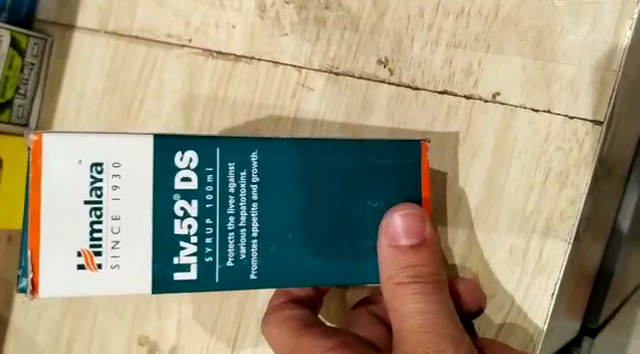 Himalaya
SINCE 1930
Liv.52® DS
SYRUP 100ml
Protects the liver against
various hepatotoxins.
Promotes appetite and growth.